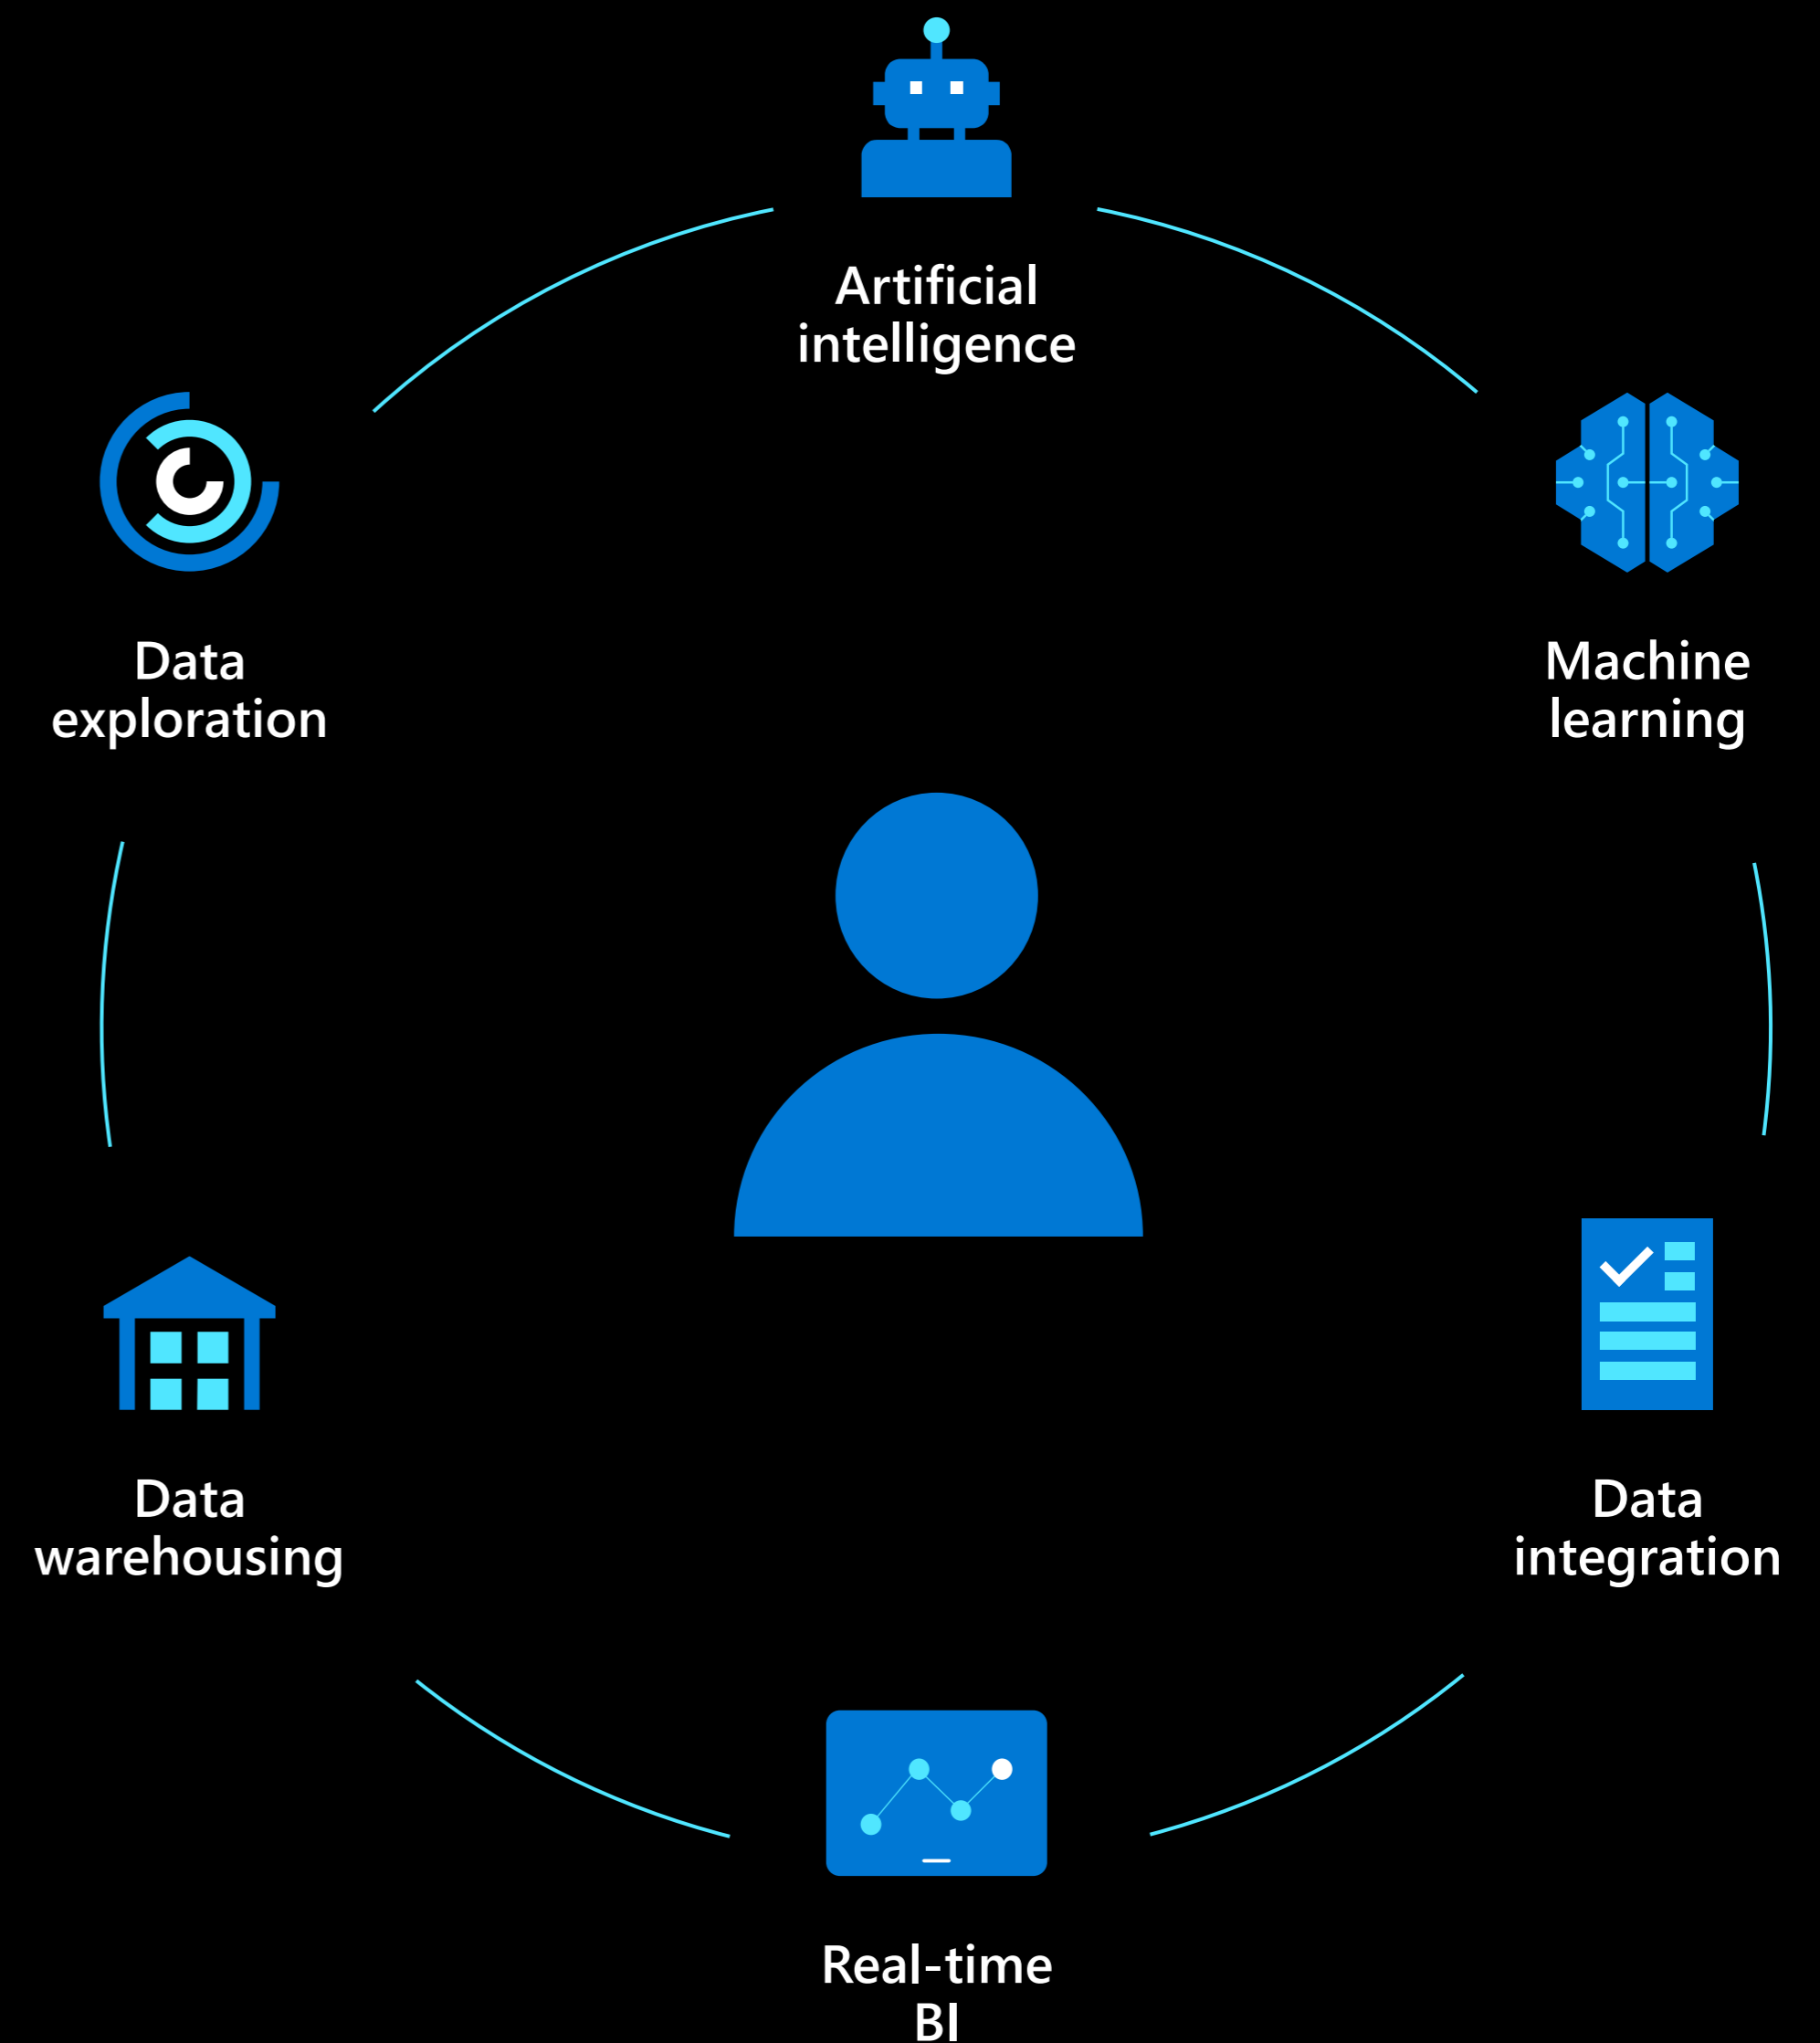 Artificial
intelligence
Data
exploration
Machine
learning
Data
warehousing
Data
integration
Real-time
BI